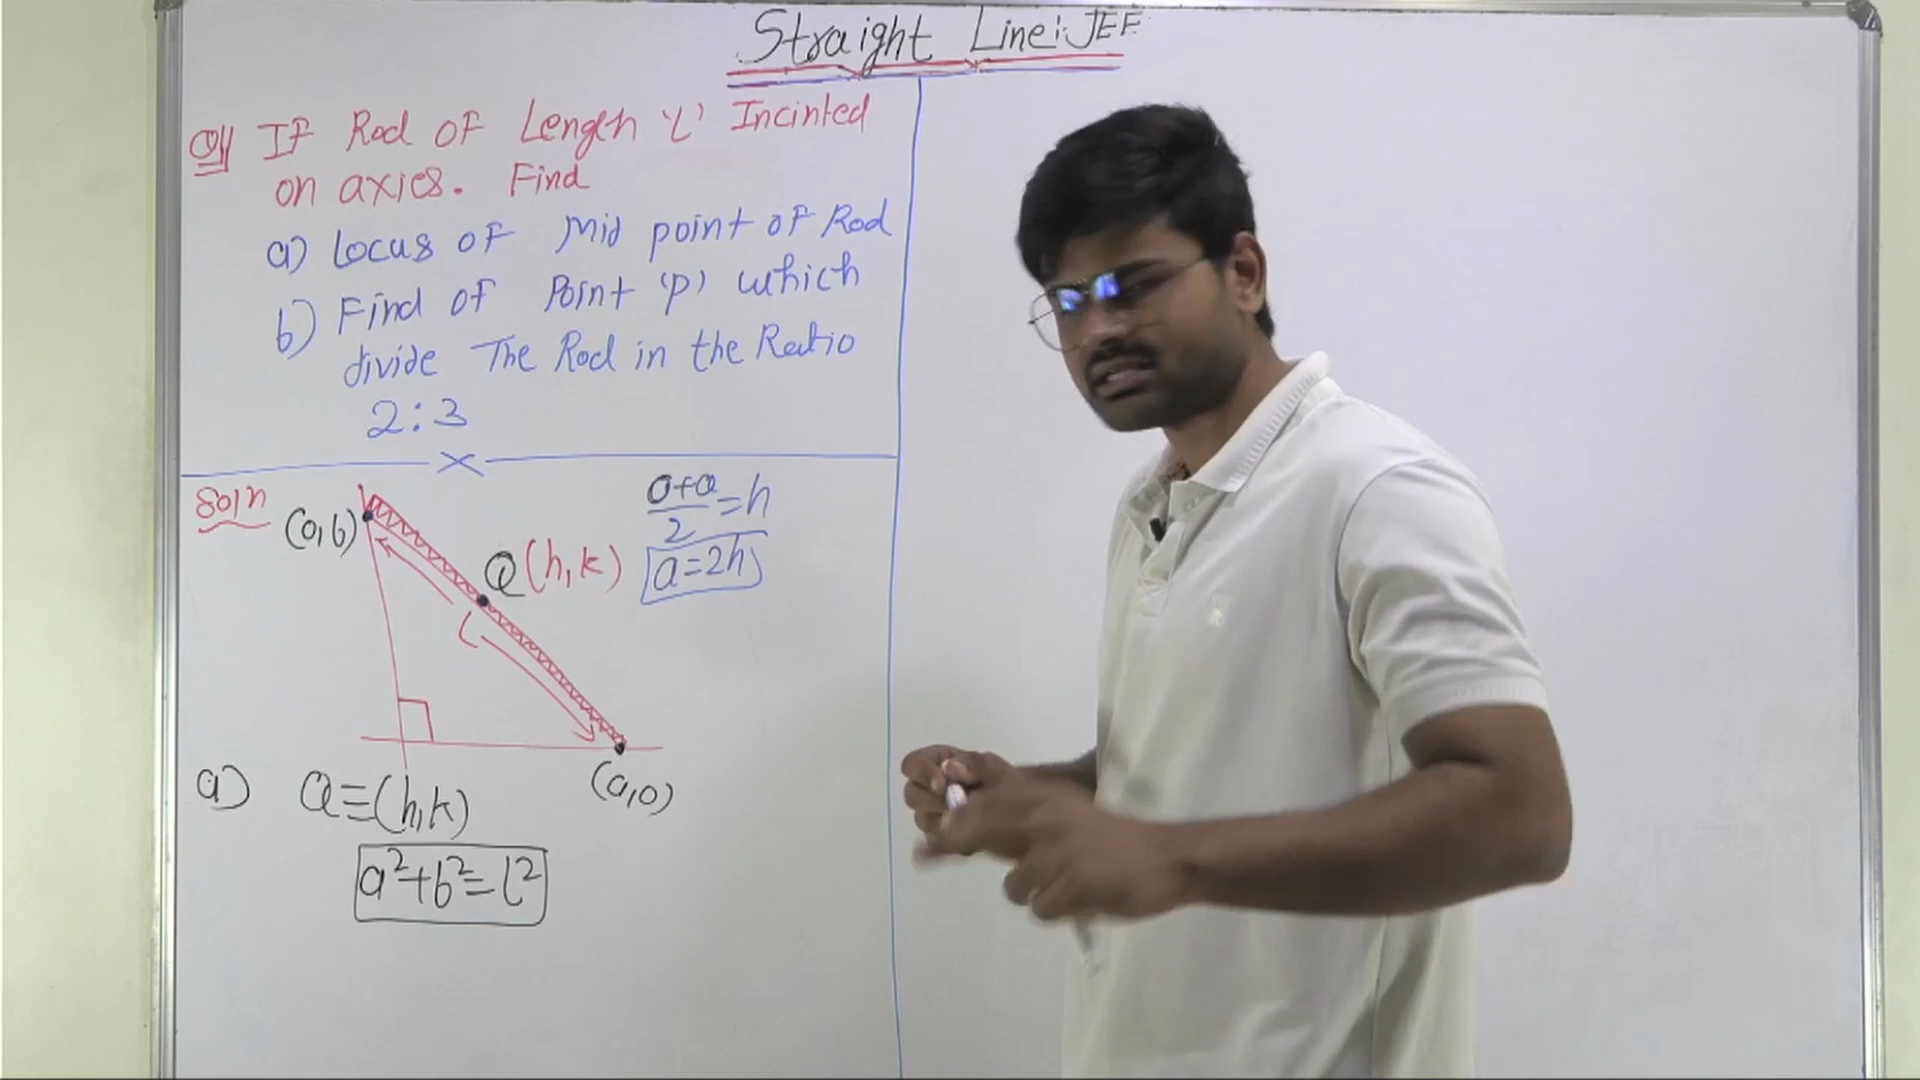 Straight Line: JEE
Q1 If Rod of Length 'L' Incinted
on axies. Find
a) Locus of Mid point of Rod
b) Find of Point 'p' which
divide The Rod in the Ratio
2:3
Soln
(0,b)
Q(h,k)
L
(a,0)
0+a/2=h
a=2h
a) Q≡(h,k)
a²+b²=l²